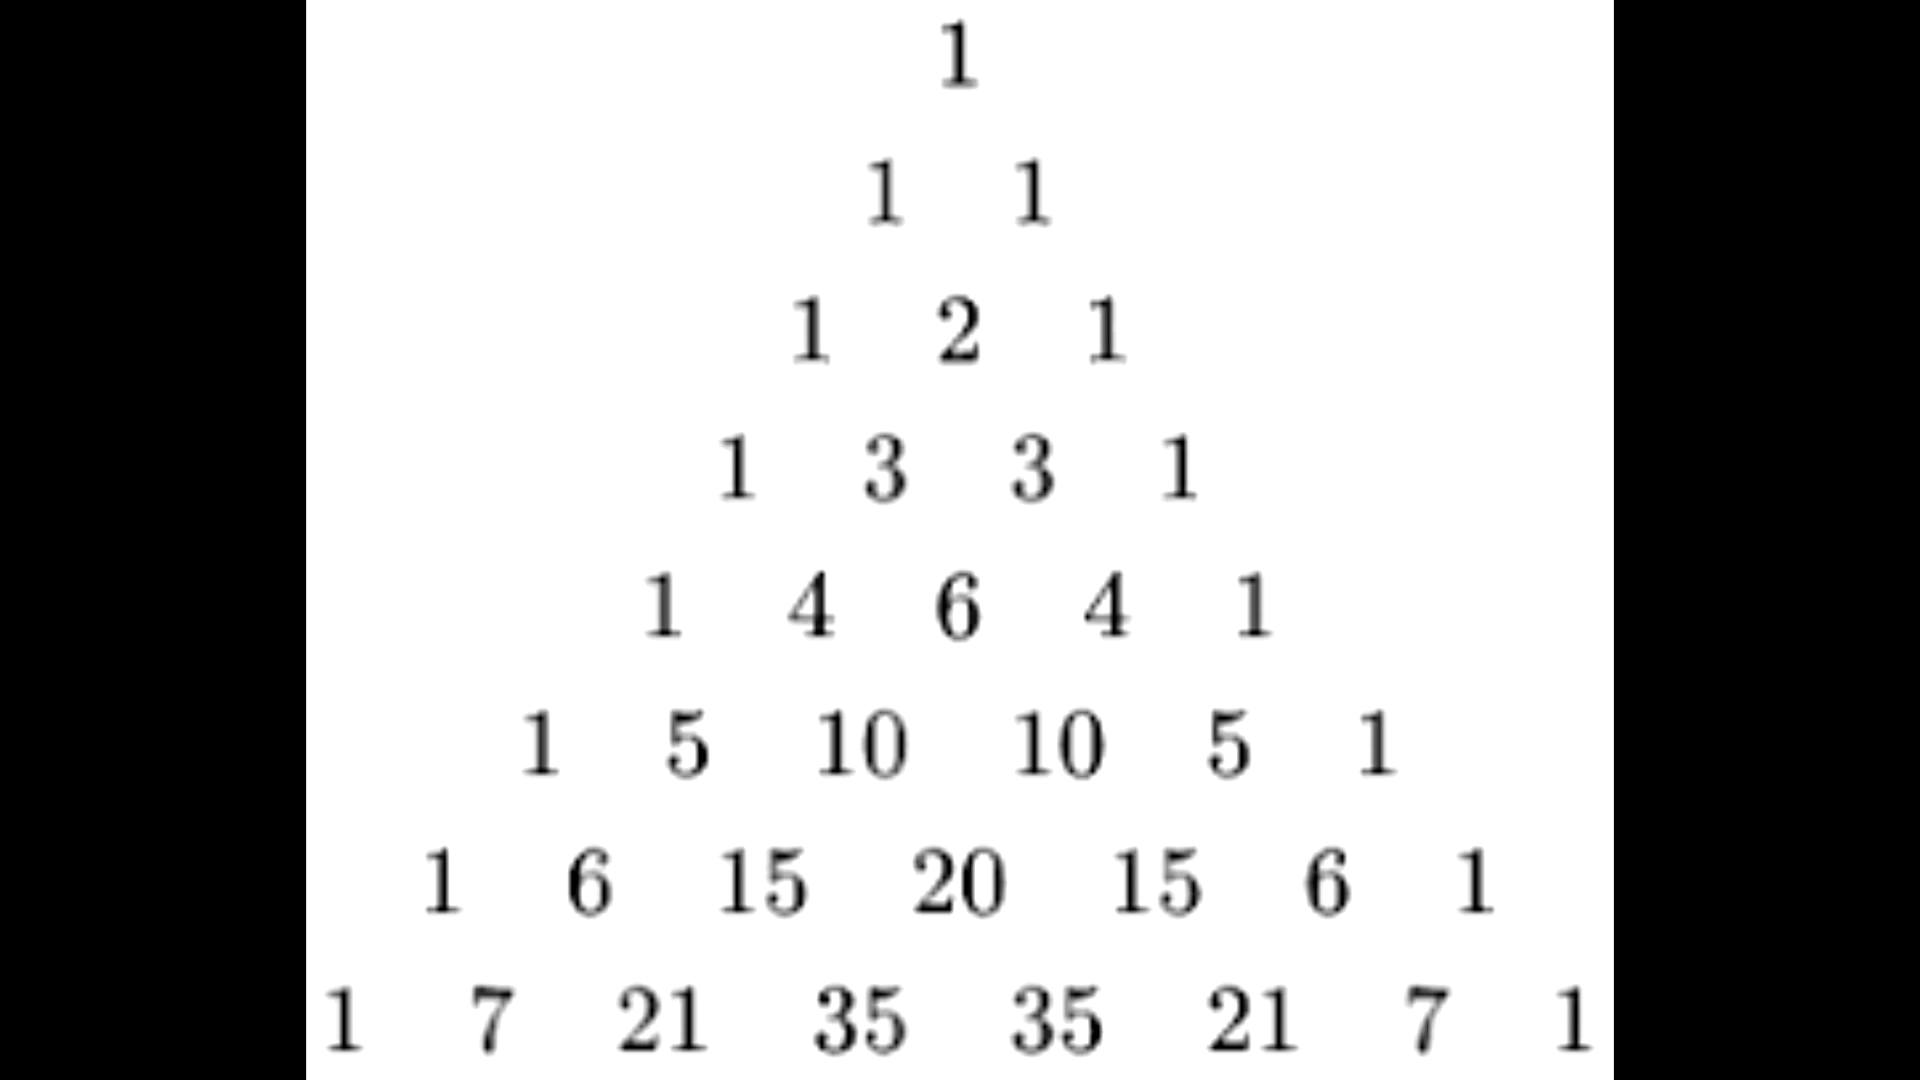 1
1 1
1 2 1
1 3 3 1
1 4 6 4 1
1 5 10 10 5 1
1 6 15 20 15 6 1
1 7 21 35 35 21 7 1